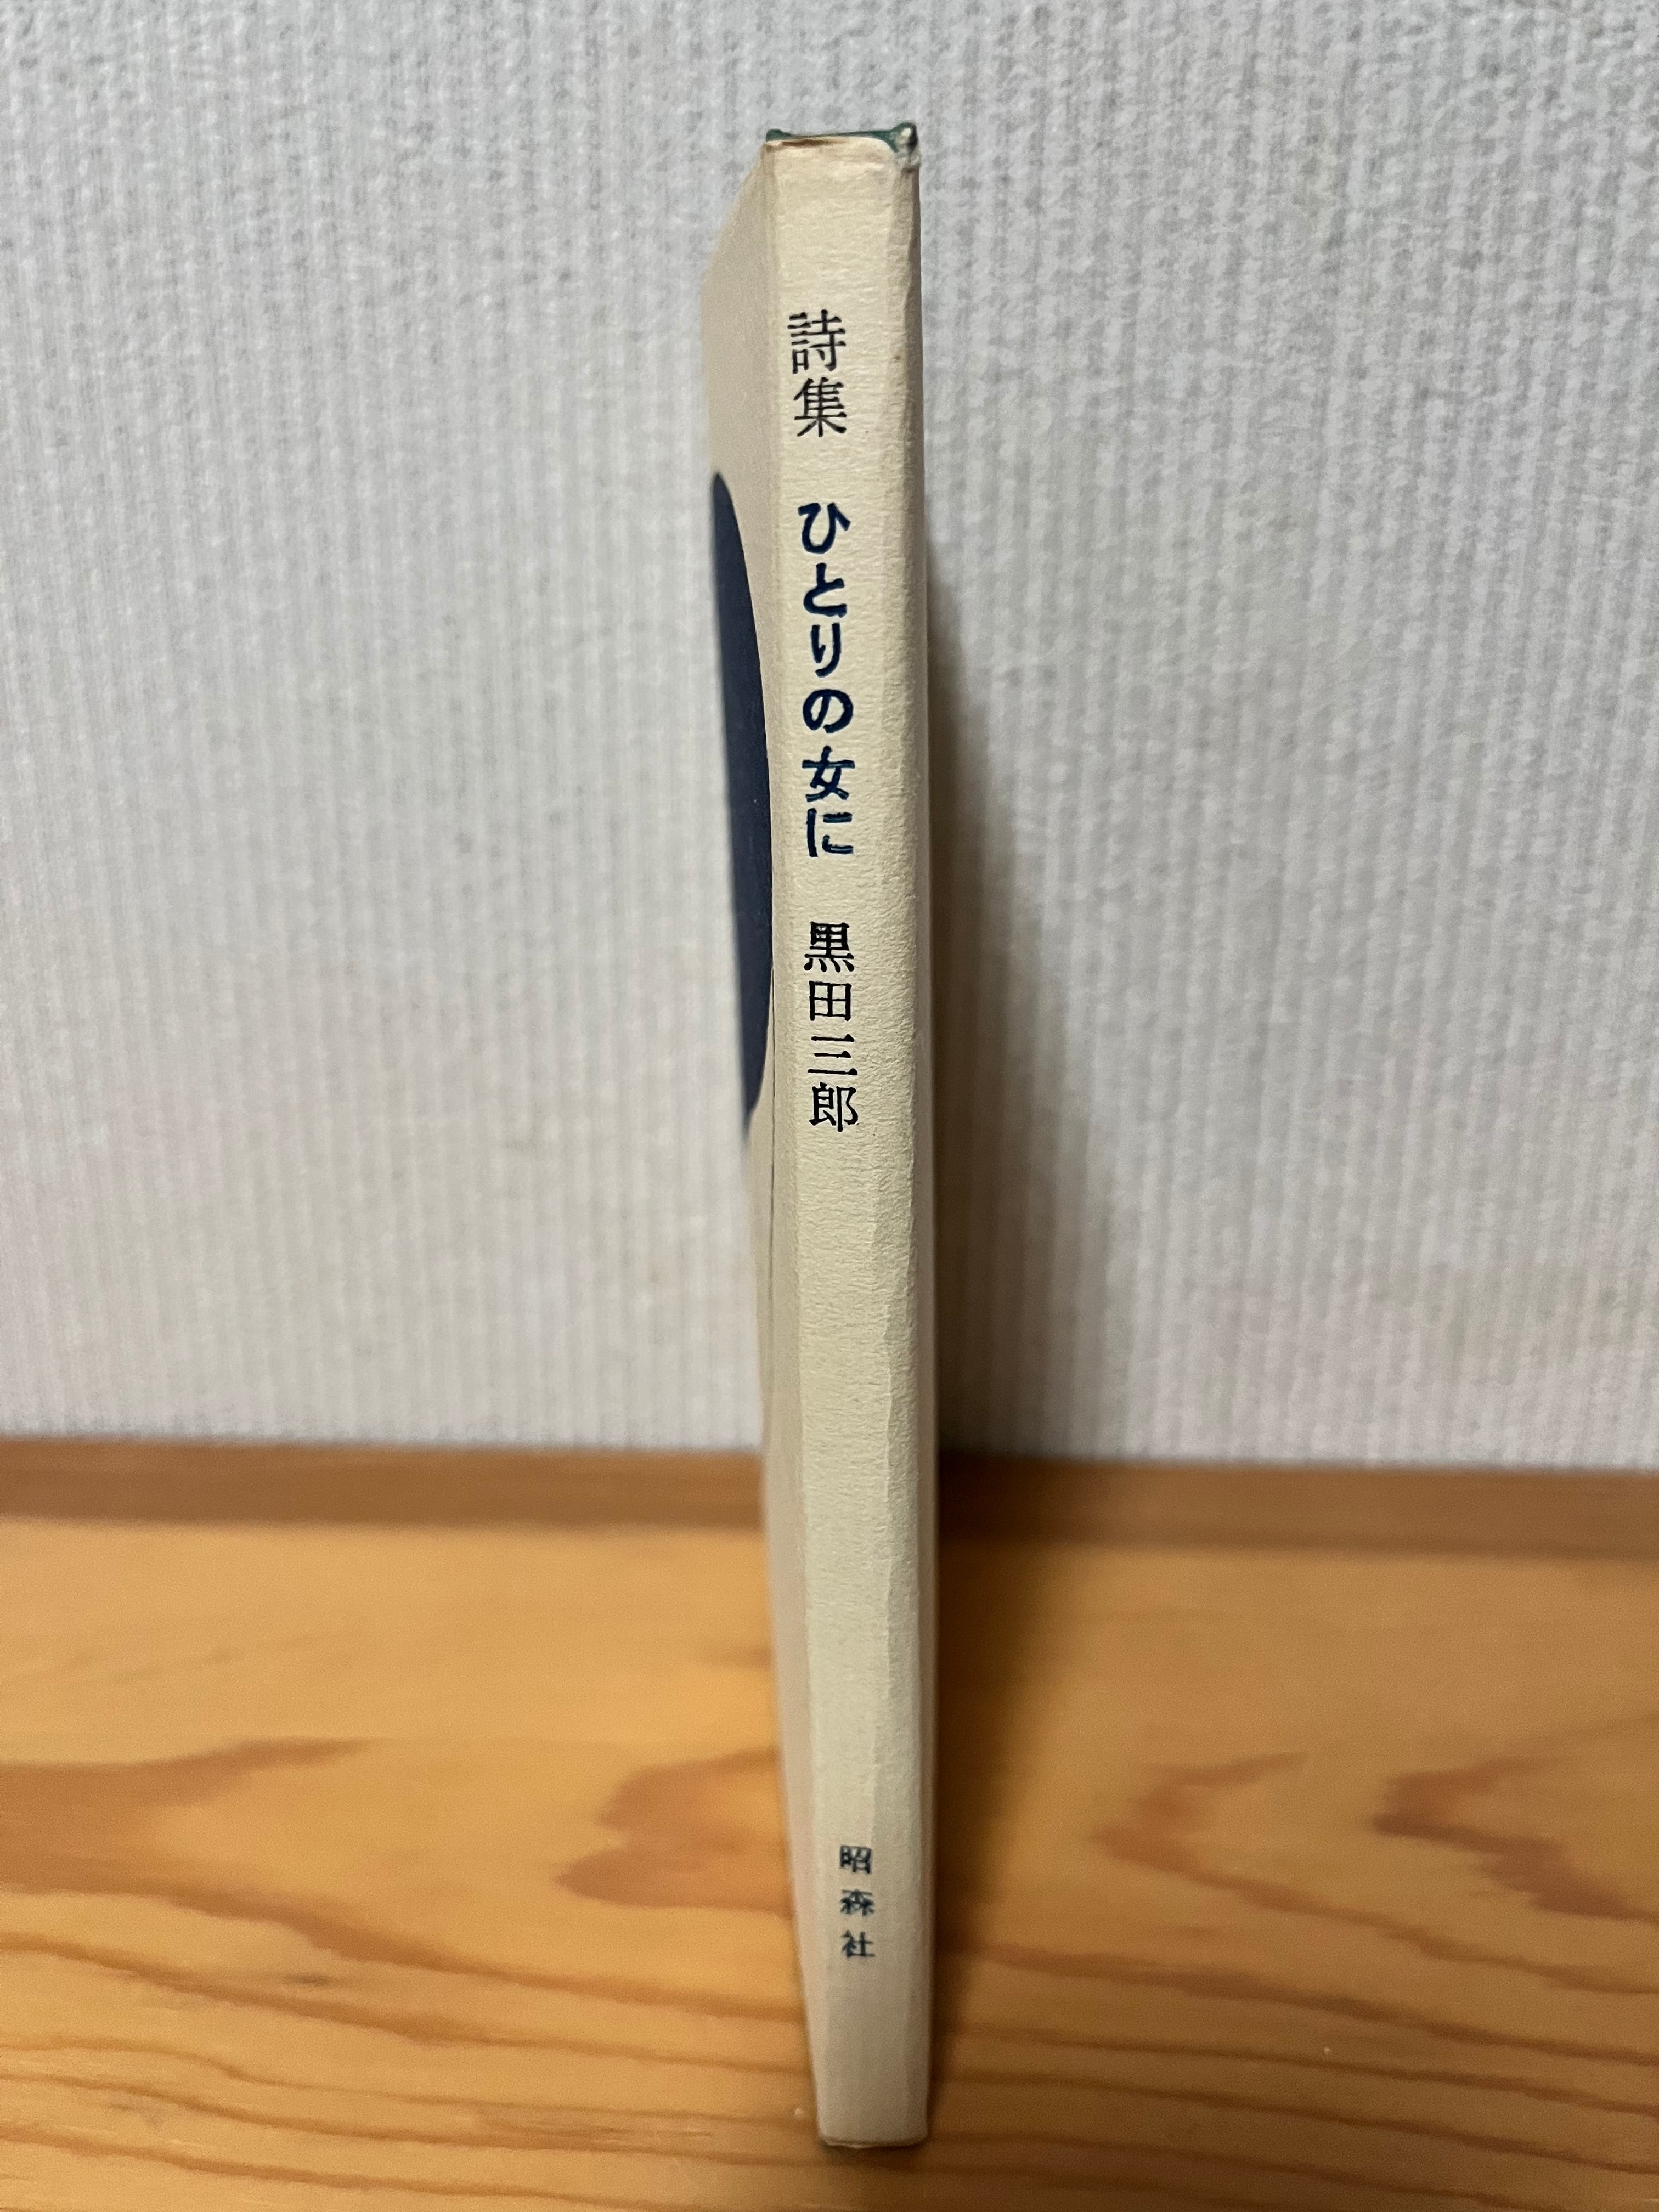 詩集 ひとりの女に 黒田三郎
昭森社